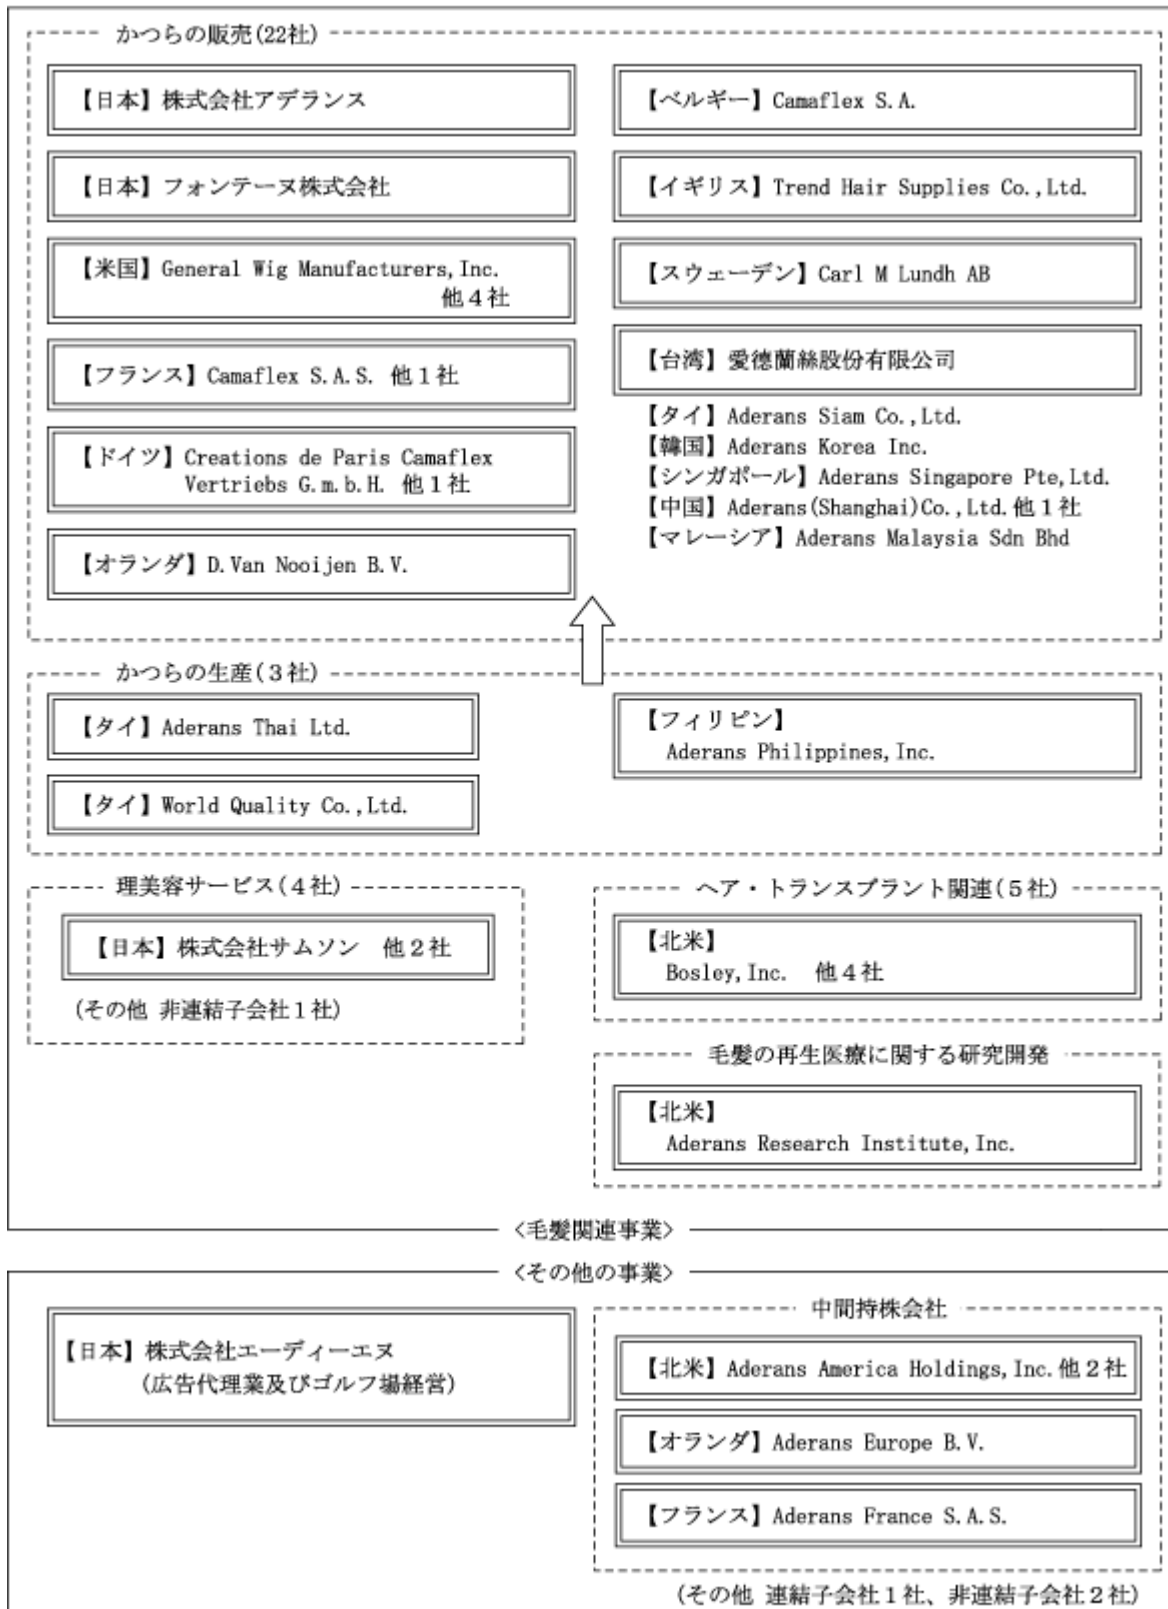 かつらの販売(22社)
【日本】株式会社アデランス
【日本】フォンテーヌ株式会社
【米国】General Wig Manufacturers,Inc.
他４社
【フランス】Camaflex S.A.S. 他１社
【ドイツ】Creations de Paris Camaflex
Vertriebs G.m.b.H. 他１社
【オランダ】D.Van Nooijen B.V.
【ベルギー】Camaflex S.A.
【イギリス】Trend Hair Supplies Co.,Ltd.
【スウェーデン】Carl M Lundh AB
【台湾】愛德蘭絲股份有限公司
【タイ】Aderans Siam Co.,Ltd.
【韓国】Aderans Korea Inc.
【シンガポール】Aderans Singapore Pte,Ltd.
【中国】Aderans(Shanghai)Co.,Ltd.他１社
【マレーシア】Aderans Malaysia Sdn Bhd
かつらの生産(３社)
【タイ】Aderans Thai Ltd.
【タイ】World Quality Co.,Ltd.
【フィリピン】
Aderans Philippines,Inc.
理美容サービス(４社)
【日本】株式会社サムソン　他２社
(その他 非連結子会社１社)
ヘア・トランスプラント関連(５社)
【北米】
Bosley,Inc.　他４社
毛髪の再生医療に関する研究開発
【北米】
Aderans Research Institute,Inc.
<毛髪関連事業>
<その他の事業>
【日本】株式会社エーディーエヌ
(広告代理業及びゴルフ場経営)
中間持株会社
【北米】Aderans America Holdings,Inc.他２社
【オランダ】Aderans Europe B.V.
【フランス】Aderans France S.A.S.
(その他 連結子会社１社、非連結子会社２社)